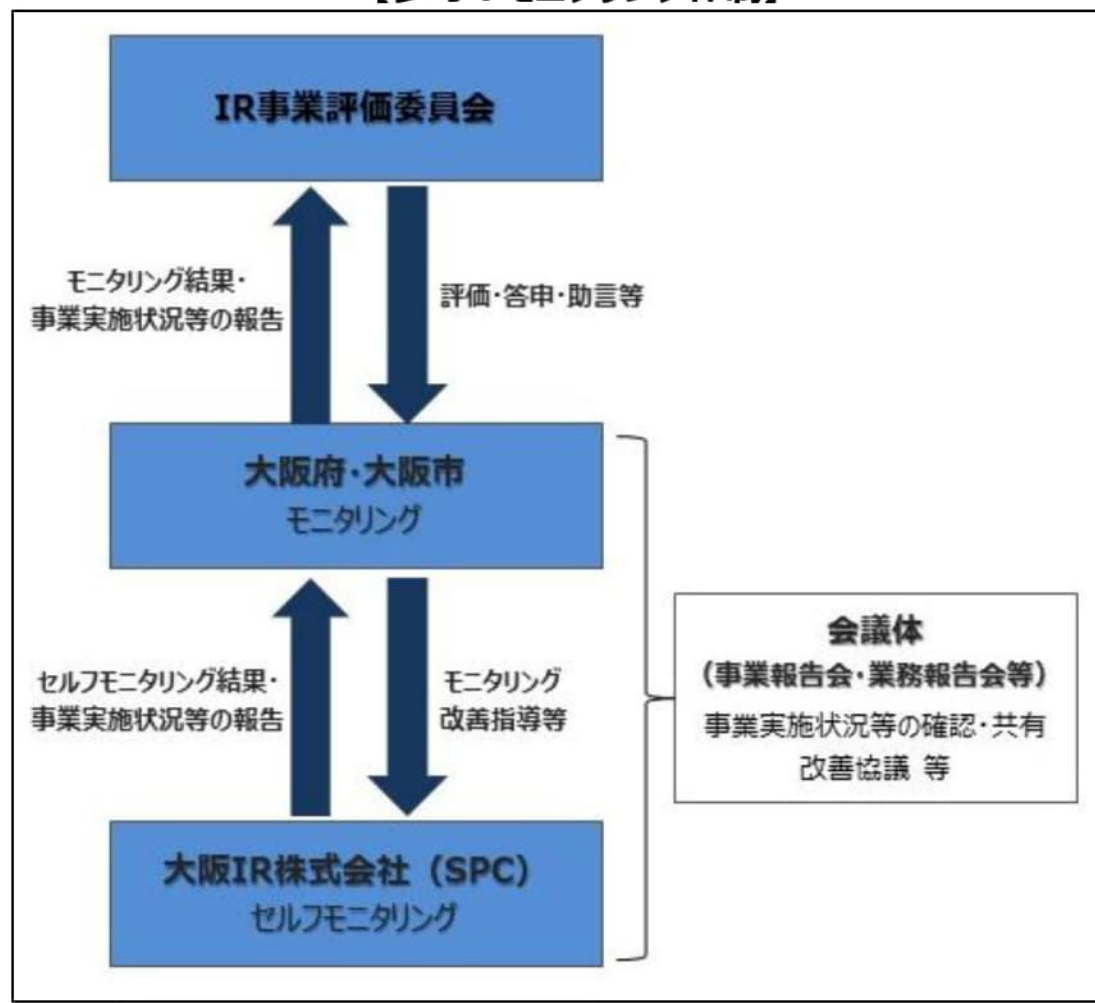 IR事業評価委員会
モニタリング結果・
事業実施状況等の報告
評価・答申・助言等
大阪府・大阪市
モニタリング
セルフモニタリング結果・
事業実施状況等の報告
モニタリング
改善指導等
会議体
（事業報告会・業務報告会等）
事業実施状況等の確認・共有
改善協議 等
大阪IR株式会社（SPC）
セルフモニタリング